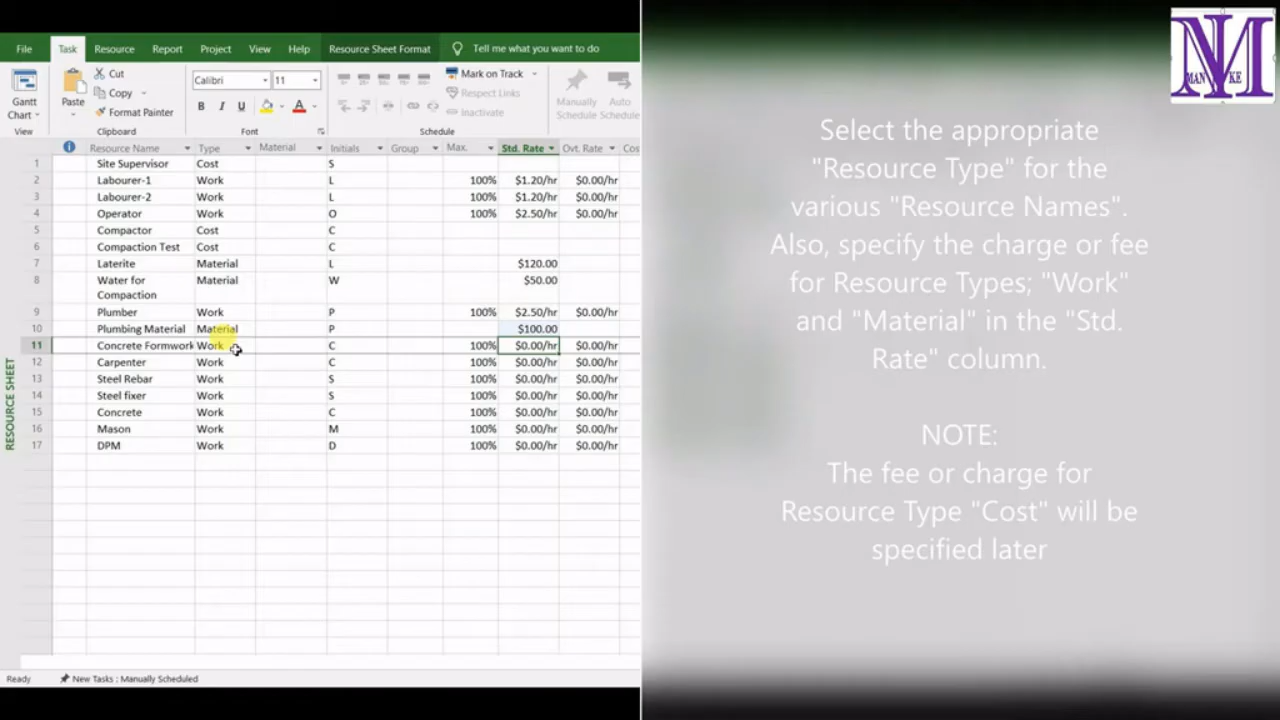 File Task Resource Report Project View Help Resource Sheet Format Tell me what you want to do
Gantt Chart
View
Paste
Cut
Copy
Format Painter
Clipboard
Calibri 11
B I U A
Font
Mark on Track
Respect Links
Inactivate
Schedule
Manually Schedule
Auto Schedule
Resource Name Type Material Initials Group Max. Std. Rate Ovt. Rate Cos
1 Site Supervisor Cost S
2 Labourer-1 Work L 100% $1.20/hr $0.00/hr
3 Labourer-2 Work L 100% $1.20/hr $0.00/hr
4 Operator Work O 100% $2.50/hr $0.00/hr
5 Compactor Cost C
6 Compaction Test Cost C
7 Laterite Material L $120.00
8 Water for Compaction Material W $50.00
9 Plumber Work P 100% $2.50/hr $0.00/hr
10 Plumbing Material Material P $100.00
11 Concrete Formwork Work C 100% $0.00/hr $0.00/hr
12 Carpenter Work C 100% $0.00/hr $0.00/hr
13 Steel Rebar Work S 100% $0.00/hr $0.00/hr
14 Steel fixer Work S 100% $0.00/hr $0.00/hr
15 Concrete Work C 100% $0.00/hr $0.00/hr
16 Mason Work M 100% $0.00/hr $0.00/hr
17 DPM Work D 100% $0.00/hr $0.00/hr
RESOURCE SHEET
Ready New Tasks : Manually Scheduled
Select the appropriate
"Resource Type" for the
various "Resource Names".
Also, specify the charge or fee
for Resource Types; "Work"
and "Material" in the "Std.
Rate" column.
NOTE:
The fee or charge for
Resource Type "Cost" will be
specified later